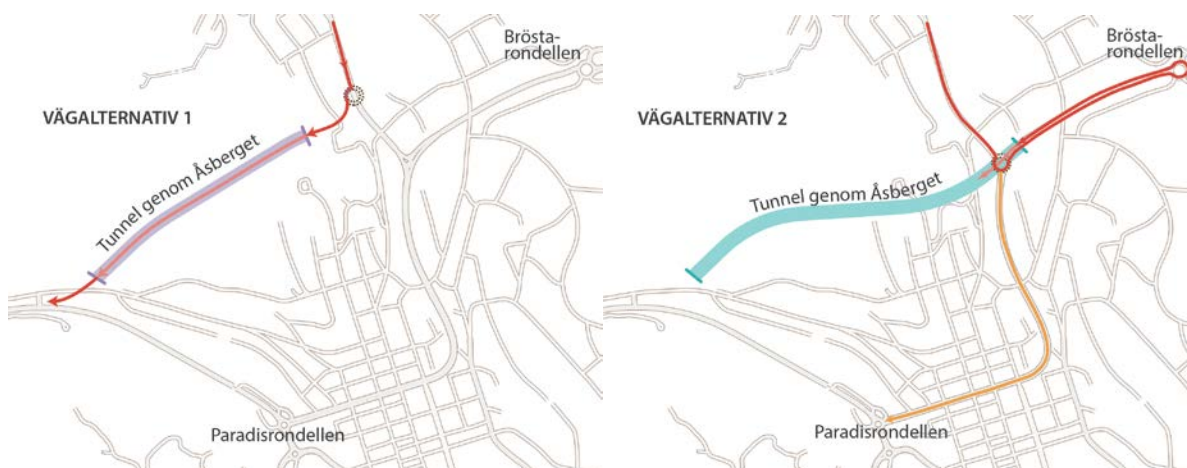 Brösta-
rondellen
VÄGALTERNATIV 1
Tunnel genom Åsberget
Paradisrondellen
Brösta-
rondellen
VÄGALTERNATIV 2
Tunnel genom Åsberget
Paradisrondellen